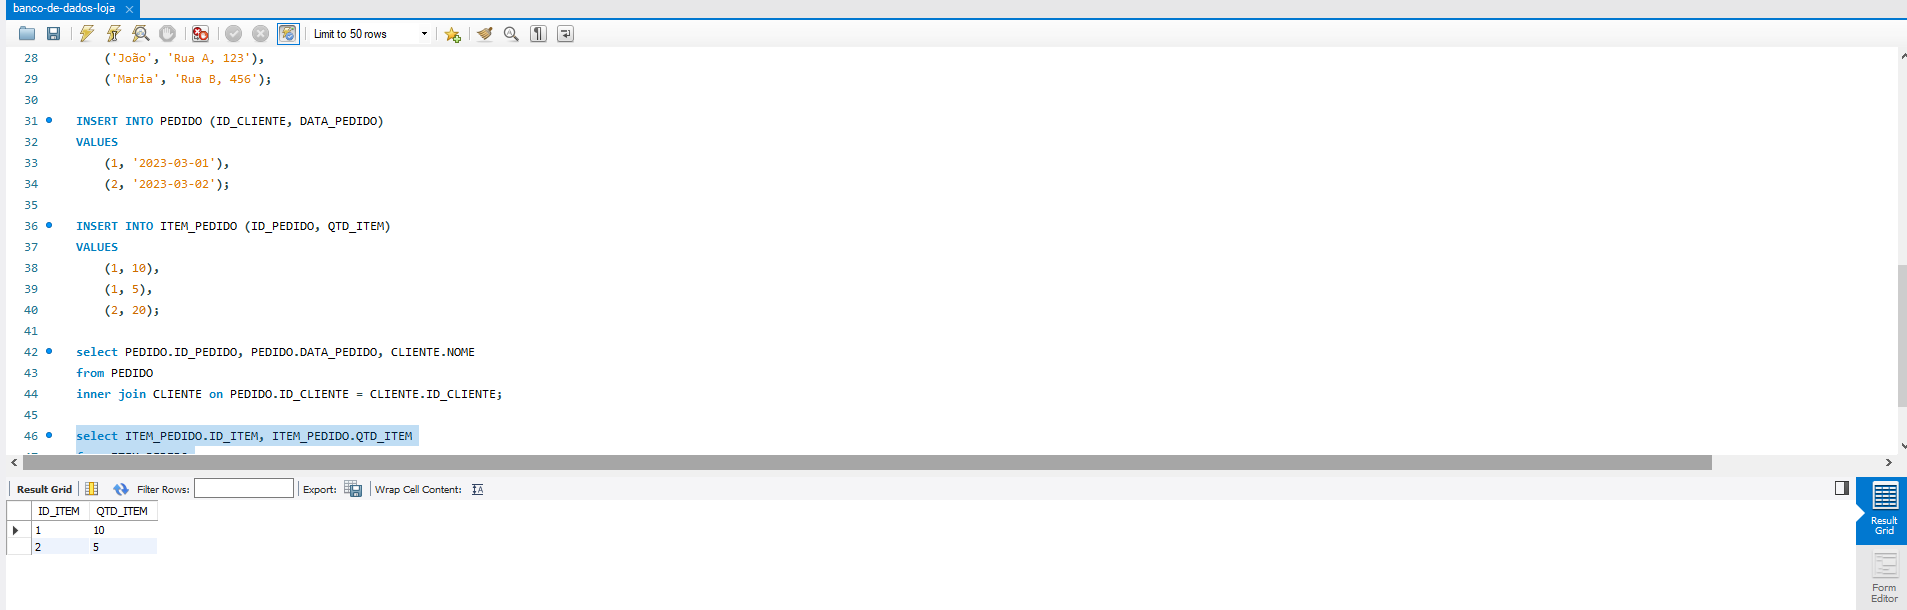 banco-de-dados-loja
Limit to 50 rows
28 ('João', 'Rua A, 123'),
29 ('Maria', 'Rua B, 456');
30
31 INSERT INTO PEDIDO (ID_CLIENTE, DATA_PEDIDO)
32 VALUES
33 (1, '2023-03-01'),
34 (2, '2023-03-02');
35
36 INSERT INTO ITEM_PEDIDO (ID_PEDIDO, QTD_ITEM)
37 VALUES
38 (1, 10),
39 (1, 5),
40 (2, 20);
41
42 select PEDIDO.ID_PEDIDO, PEDIDO.DATA_PEDIDO, CLIENTE.NOME
43 from PEDIDO
44 inner join CLIENTE on PEDIDO.ID_CLIENTE = CLIENTE.ID_CLIENTE;
45
46 select ITEM_PEDIDO.ID_ITEM, ITEM_PEDIDO.QTD_ITEM
Result Grid Filter Rows: Export: Wrap Cell Content: IA
ID_ITEM QTD_ITEM
1 10
2 5
Result
Grid
Form
Editor